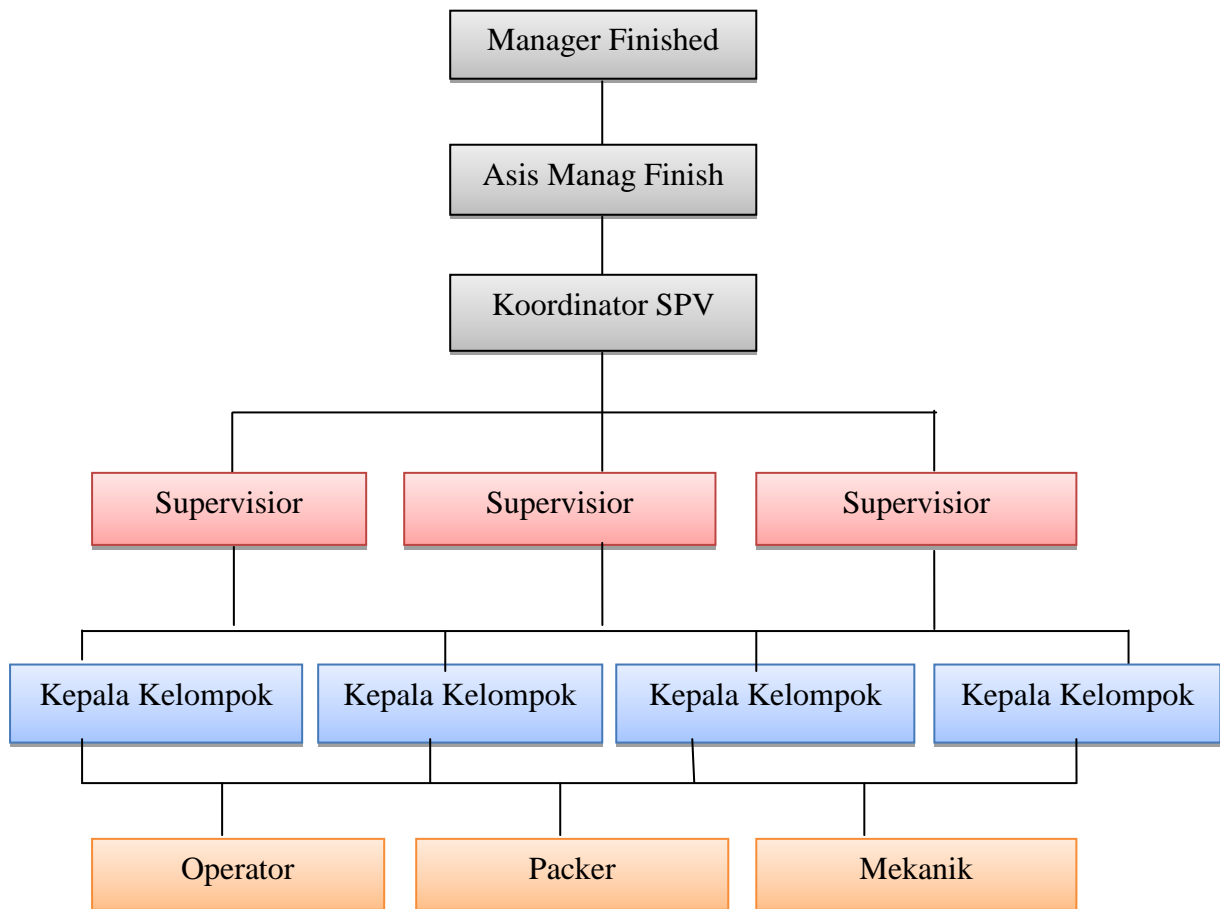 Manager Finished
Asis Manag Finish
Koordinator SPV
Supervisior
Supervisior
Supervisior
Kepala Kelompok
Kepala Kelompok
Kepala Kelompok
Kepala Kelompok
Operator
Packer
Mekanik